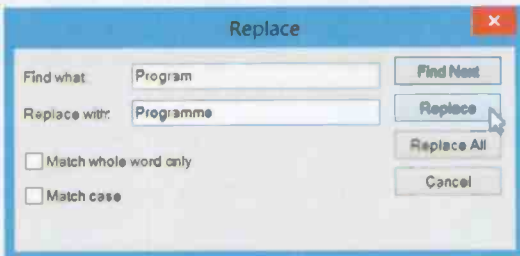 Replace
Find what: Program
Find Next
Replace with: Programme
Replace
Match whole word only
Replace All
Match case
Cancel